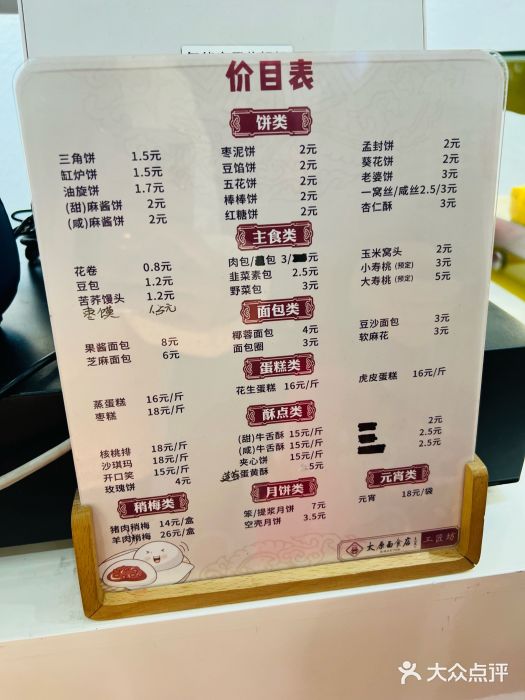 价目表
饼类
三角饼 1.5元
缸炉饼 1.5元
油旋饼 1.7元
(甜)麻酱饼 2元
(咸)麻酱饼 2元
枣泥饼 2元
豆馅饼 2元
五花饼 2元
棒棒饼 2元
红糖饼 2元
孟封饼 2元
葵花饼 2元
老婆饼 3元
一窝丝/咸丝2.5/3元
杏仁酥 3元
主食类
花卷 0.8元
豆包 1.2元
苦荞馒头 1.2元
枣馍 1.5元
肉包/包 3/元
韭菜素包 2.5元
野菜包 3元
玉米窝头 2元
小寿桃(预定) 3元
大寿桃(预定) 5元
面包类
果酱面包 8元
芝麻面包 6元
椰蓉面包 4元
面包圈 3元
豆沙面包 3元
软麻花 3元
蛋糕类
蒸蛋糕 16元/斤
枣糕 18元/斤
花生蛋糕 16元/斤
虎皮蛋糕 16元/斤
酥点类
核桃排 18元/斤
沙琪玛 18元/斤
开口笑 15元/斤
玫瑰饼 4元
(甜)牛舌酥 15元/斤
(咸)牛舌酥 15元/斤
夹心饼 15元/斤
蛋黄酥 5元
2元
2.5元
2.5元
稍梅类
猪肉稍梅 14元/盒
羊肉稍梅 26元/盒
月饼类
笨/提浆月饼 7元
空壳月饼 3.5元
元宵类
元宵 18元/袋
太原面食店
工匠坊
大众点评